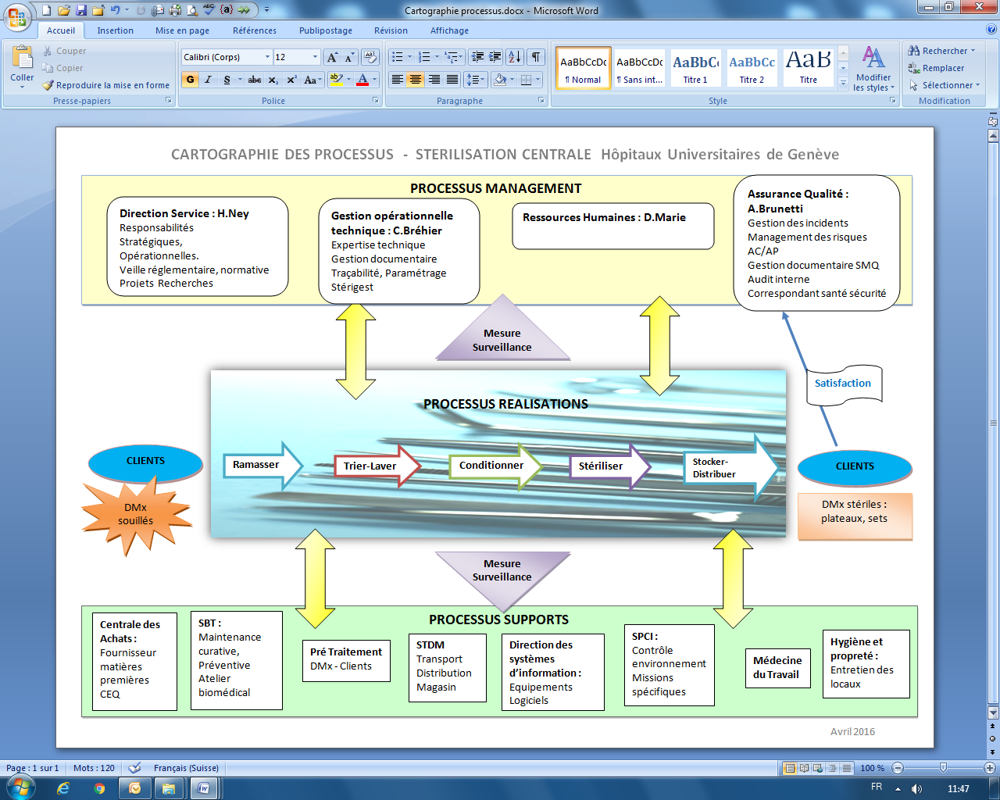 Cartographie processus.docx - Microsoft Word
Accueil
Insertion
Mise en page
Références
Publipostage
Révision
Affichage
Coller
Couper
Copier
Reproduire la mise en forme
Presse-papiers
Calibri (Corps)
12
Police
Paragraphe
AaBbCcDc
¶ Normal
AaBbCcDc
¶ Sans int...
AaBbC
Titre 1
AaBbCc
Titre 2
AaB
Titre
Modifier
les styles
Style
Rechercher
Remplacer
Sélectionner
Modification
CARTOGRAPHIE DES PROCESSUS - STERILISATION CENTRALE Hôpitaux Universitaires de Genève
PROCESSUS MANAGEMENT
Direction Service : H.Ney
Responsabilités
Stratégiques,
Opérationnelles.
Veille réglementaire, normative
Projets Recherches
Gestion opérationnelle
technique : C.Bréhier
Expertise technique
Gestion documentaire
Traçabilité, Paramétrage
Stérigest
Ressources Humaines : D.Marie
Assurance Qualité :
A.Brunetti
Gestion des incidents
Management des risques
AC/AP
Gestion documentaire SMQ
Audit interne
Correspondant santé sécurité
Mesure
Surveillance
Satisfaction
PROCESSUS REALISATIONS
CLIENTS
DMx
souillés
Ramasser
Trier-Laver
Conditionner
Stériliser
Stocker-
Distribuer
CLIENTS
DMx stériles :
plateaux, sets
Mesure
Surveillance
PROCESSUS SUPPORTS
Centrale des
Achats :
Fournisseur
matières
premières
CEQ
SBT :
Maintenance
curative,
Préventive
Atelier
biomédical
Pré Traitement
DMx - Clients
STDM
Transport
Distribution
Magasin
Direction des
systèmes
d'information :
Equipements
Logiciels
SPCI :
Contrôle
environnement
Missions
spécifiques
Médecine
du Travail
Hygiène et
propreté :
Entretien des
locaux
Avril 2016
Page : 1 sur 1
Mots : 120
Français (Suisse)
100 %
FR
11:47